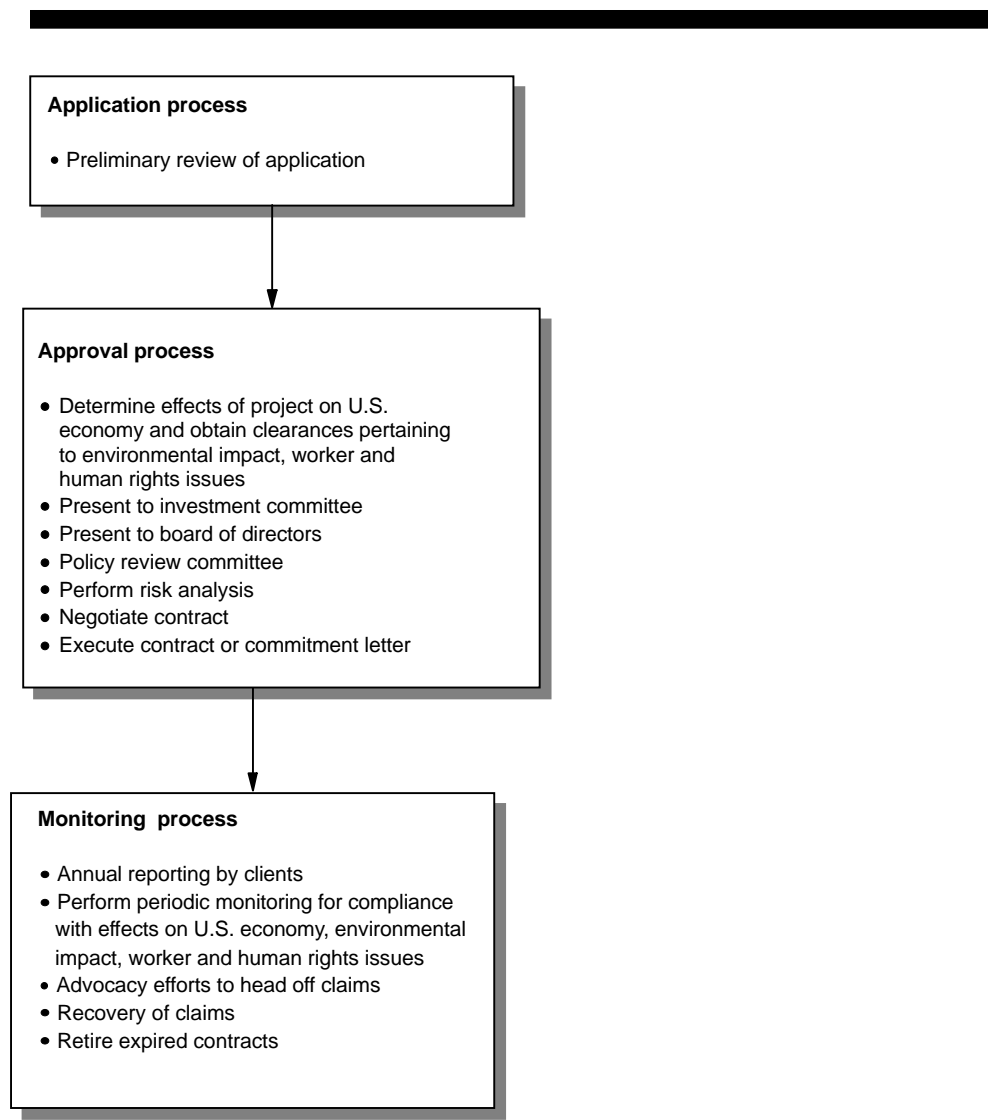 Application process
• Preliminary review of application
Approval process
• Determine effects of project on U.S.
economy and obtain clearances pertaining
to environmental impact, worker and
human rights issues
• Present to investment committee
• Present to board of directors
• Policy review committee
• Perform risk analysis
• Negotiate contract
• Execute contract or commitment letter
Monitoring process
• Annual reporting by clients
• Perform periodic monitoring for compliance
with effects on U.S. economy, environmental
impact, worker and human rights issues
• Advocacy efforts to head off claims
• Recovery of claims
• Retire expired contracts